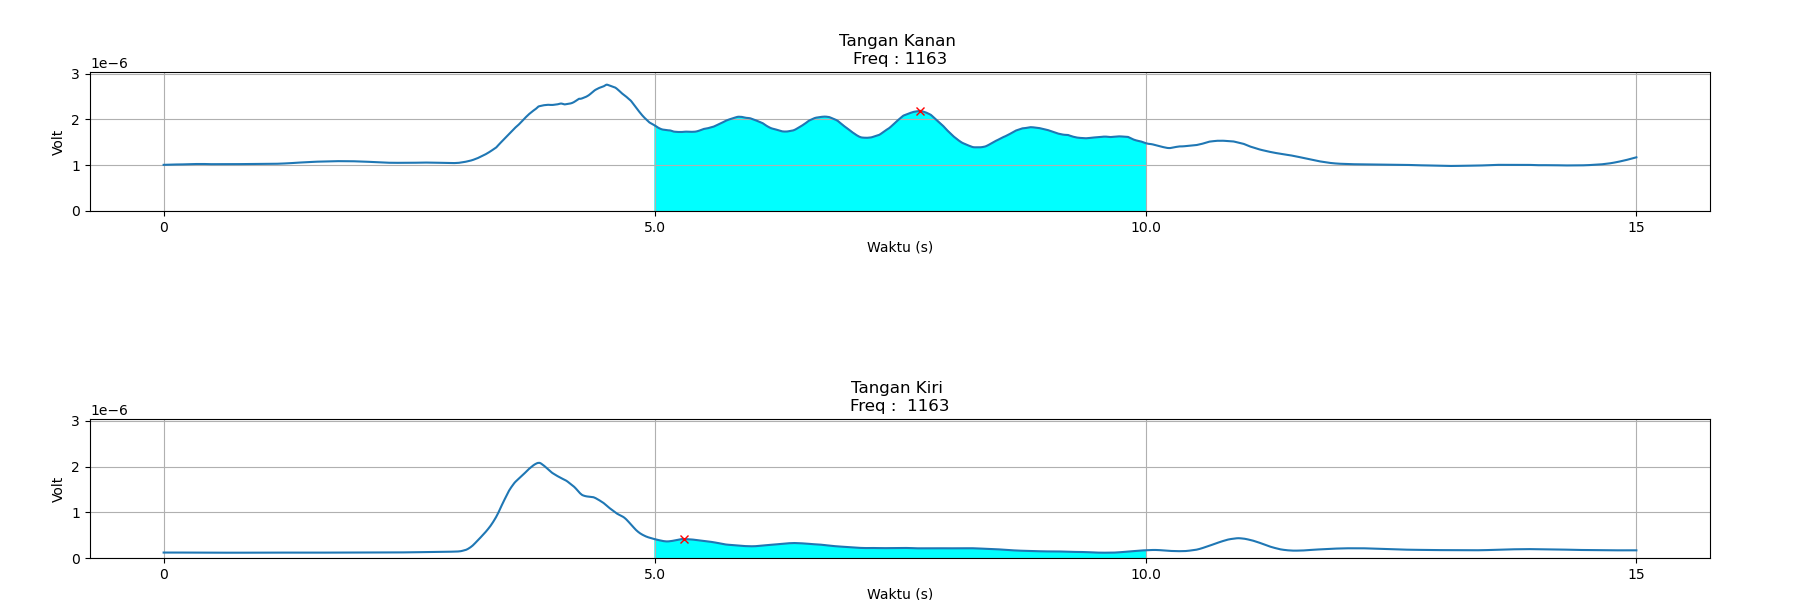 Tangan Kanan
Freq : 1163
1e−6
3
2
1
0
Volt
0 5.0 10.0 15
Waktu (s)
Tangan Kiri
Freq :  1163
1e−6
3
2
1
0
Volt
0 5.0 10.0 15
Waktu (s)